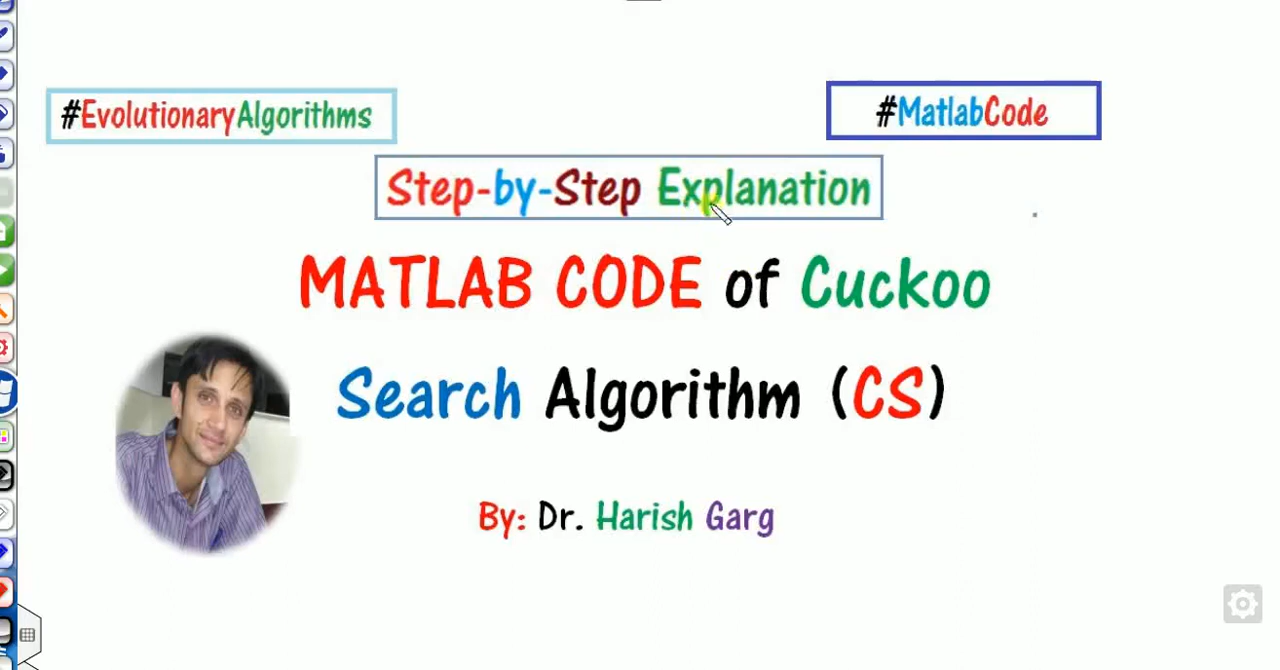 #EvolutionaryAlgorithms
#MatlabCode
Step-by-Step Explanation
MATLAB CODE of Cuckoo
Search Algorithm (CS)
By: Dr. Harish Garg